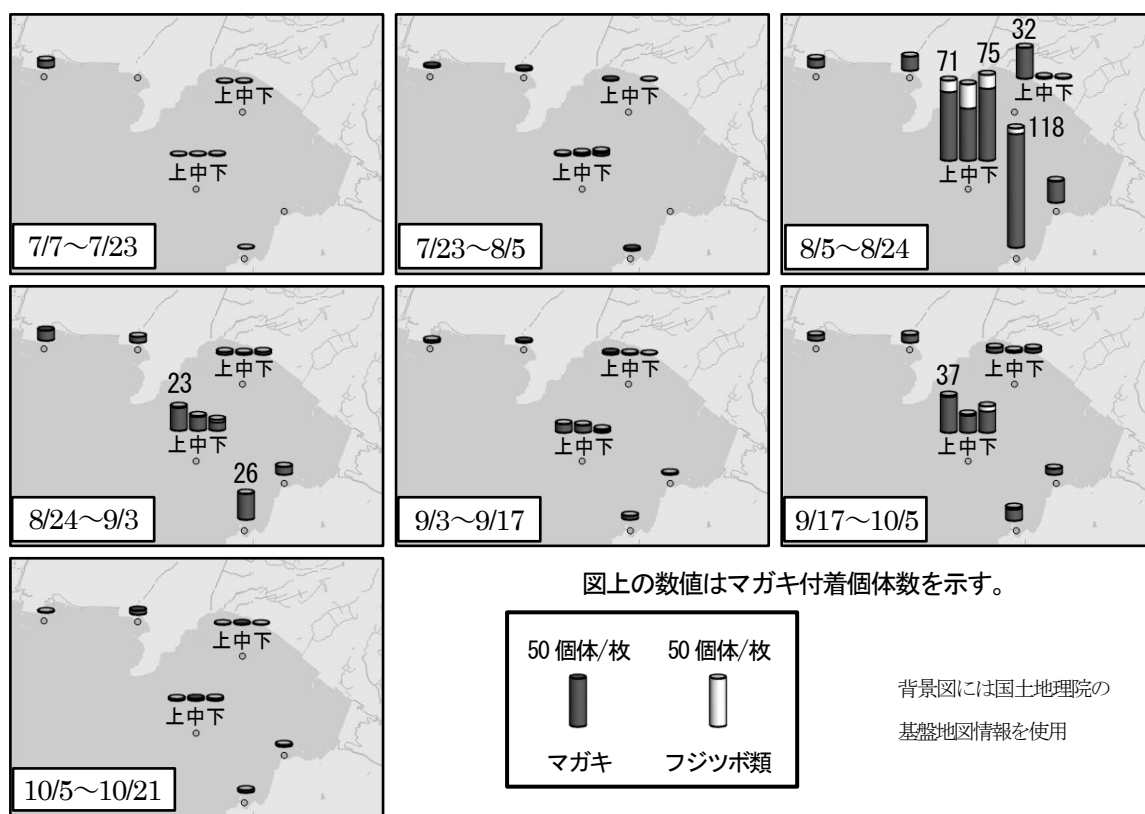 上中下
上中下
7/7～7/23
上 中 下
上中下
7/23～8/5
32
71
75
上中下
118
上中下
8/5～8/24
上中下
23
上中下
26
8/24～9/3
上中下
上中下
9/3～9/17
上中下
37
上中下
9/17～10/5
上中下
上中下
10/5～10/21
図上の数値はマガキ付着個体数を示す。
50 個体/枚
50 個体/枚
マガキ
フジツボ類
背景図には国土地理院の
基盤地図情報を使用